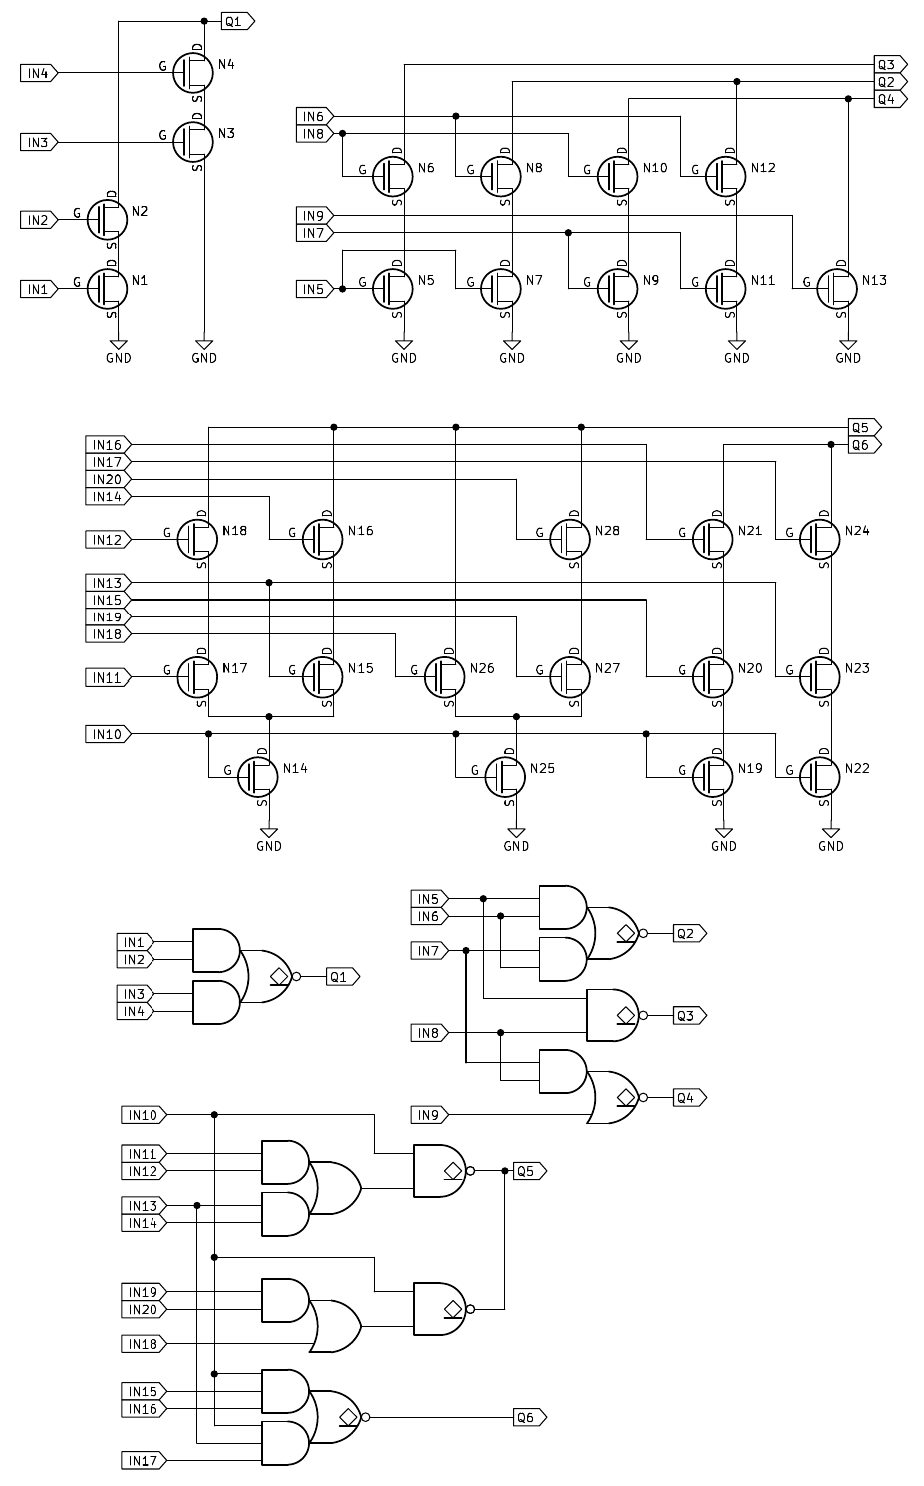 Q1
D
IN4 G N4
S
D
IN3 G N3
S
D
IN2 G N2
S
D
IN1 G N1
S
GND GND
Q3
Q2
Q4
IN6
IN8
D D D D
G N6 G N8 G N10 G N12
S S S S
IN9
IN7
D D D D D
IN5 G N5 G N7 G N9 G N11 G N13
S S S S S
GND GND GND GND GND
Q5
IN16 Q6
IN17
IN20
IN14
D D D D D
IN12 G N18 G N16 G N28 G N21 G N24
S S S S S
IN13
IN15
IN19
IN18
D D D D D D
IN11 G N17 G N15 G N26 G N27 G N20 G N23
S S S S S S
IN10
D D D D
G N14 G N25 G N19 G N22
S S S S
GND GND GND GND
IN1
IN2
Q1
IN3
IN4
IN5
IN6
Q2
IN7
Q3
IN8
Q4
IN9
IN10
IN11
IN12
Q5
IN13
IN14
IN19
IN20
IN18
IN15
IN16
Q6
IN17